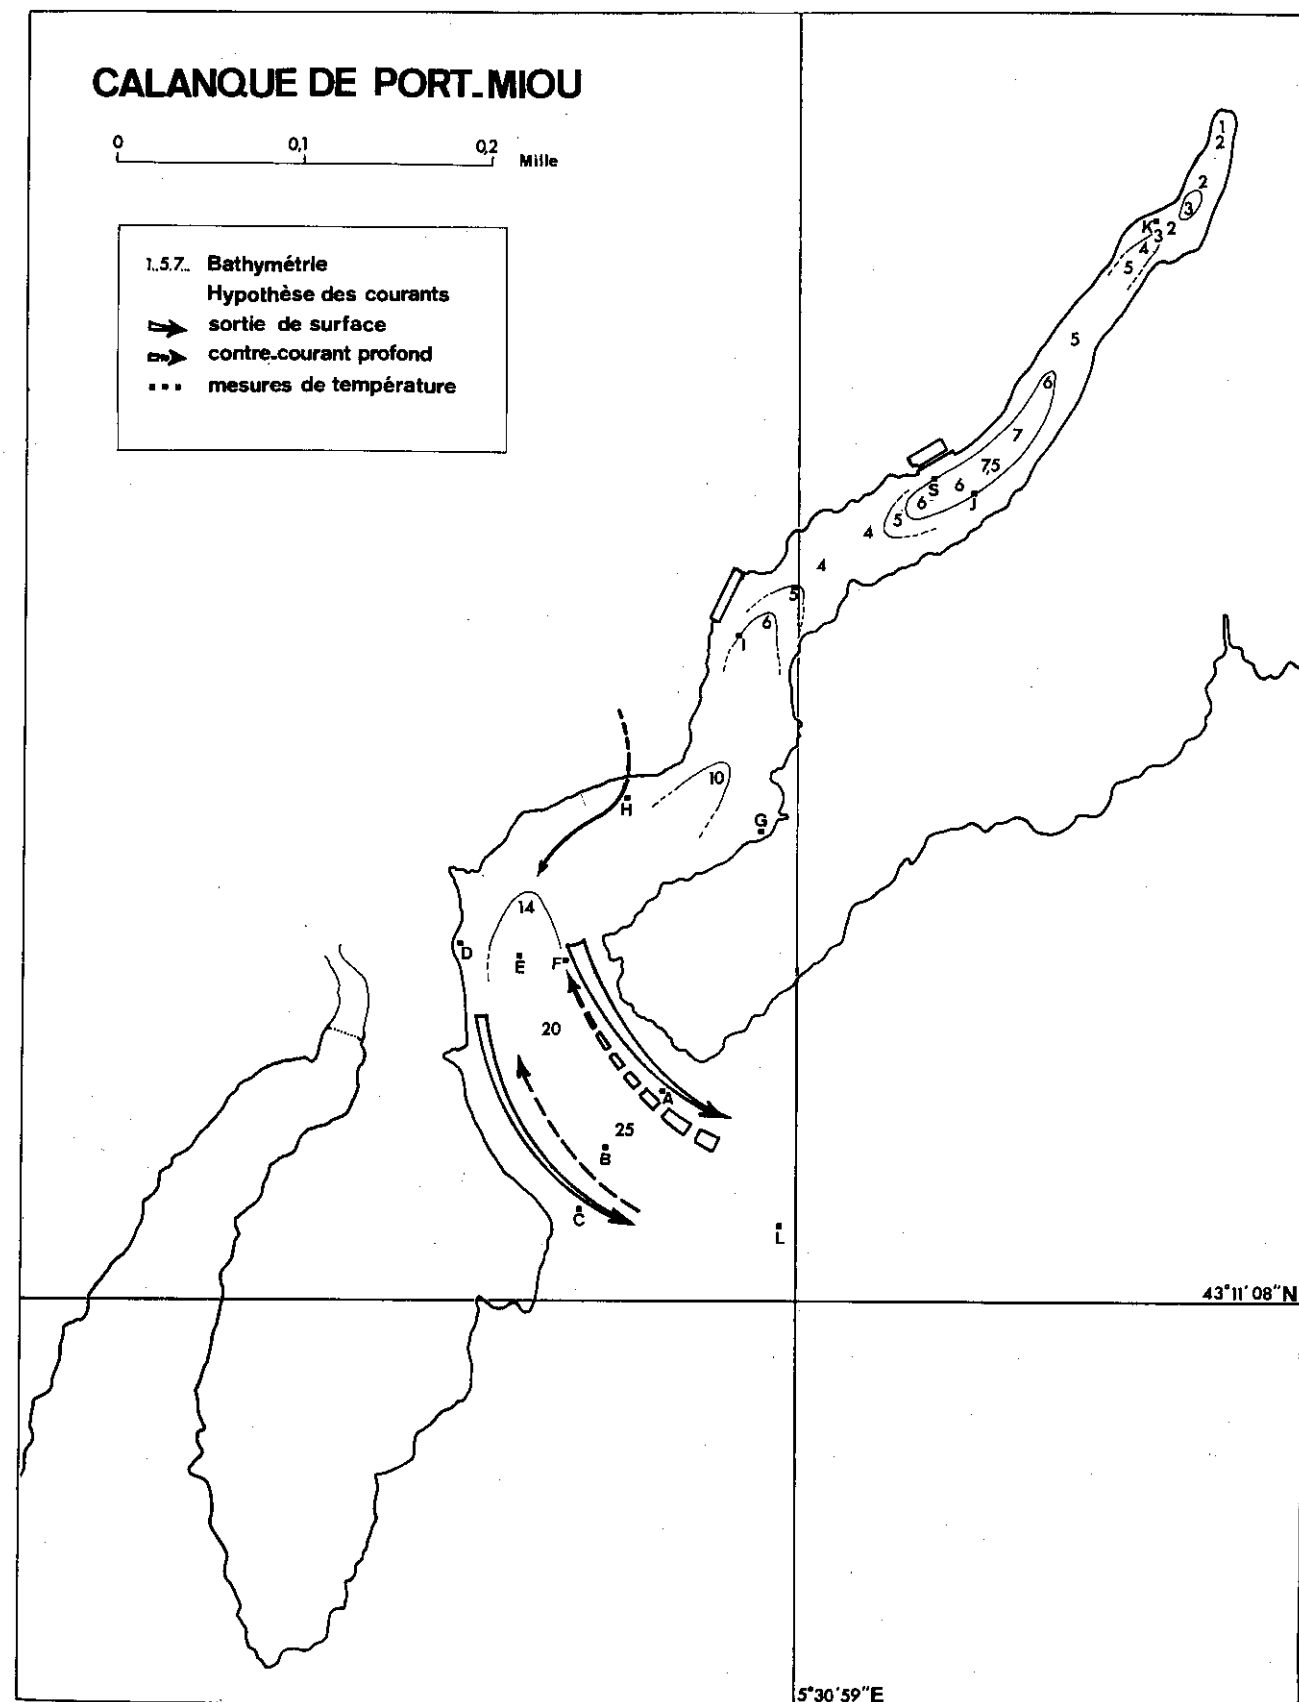 CALANQUE DE PORT-MIOU
0 0,1 0,2 Mille
1..5.7.. Bathymétrie
Hypothèse des courants
sortie de surface
contre-courant profond
mesures de température
1
2
2
3
K 2
3
4
5
5
6
7
7,5
S 6 J
6
5
4
4
5
6
I
10
H
G
14
D
E F
20
A
25
B
C
L
43°11'08"N
5°30'59"E